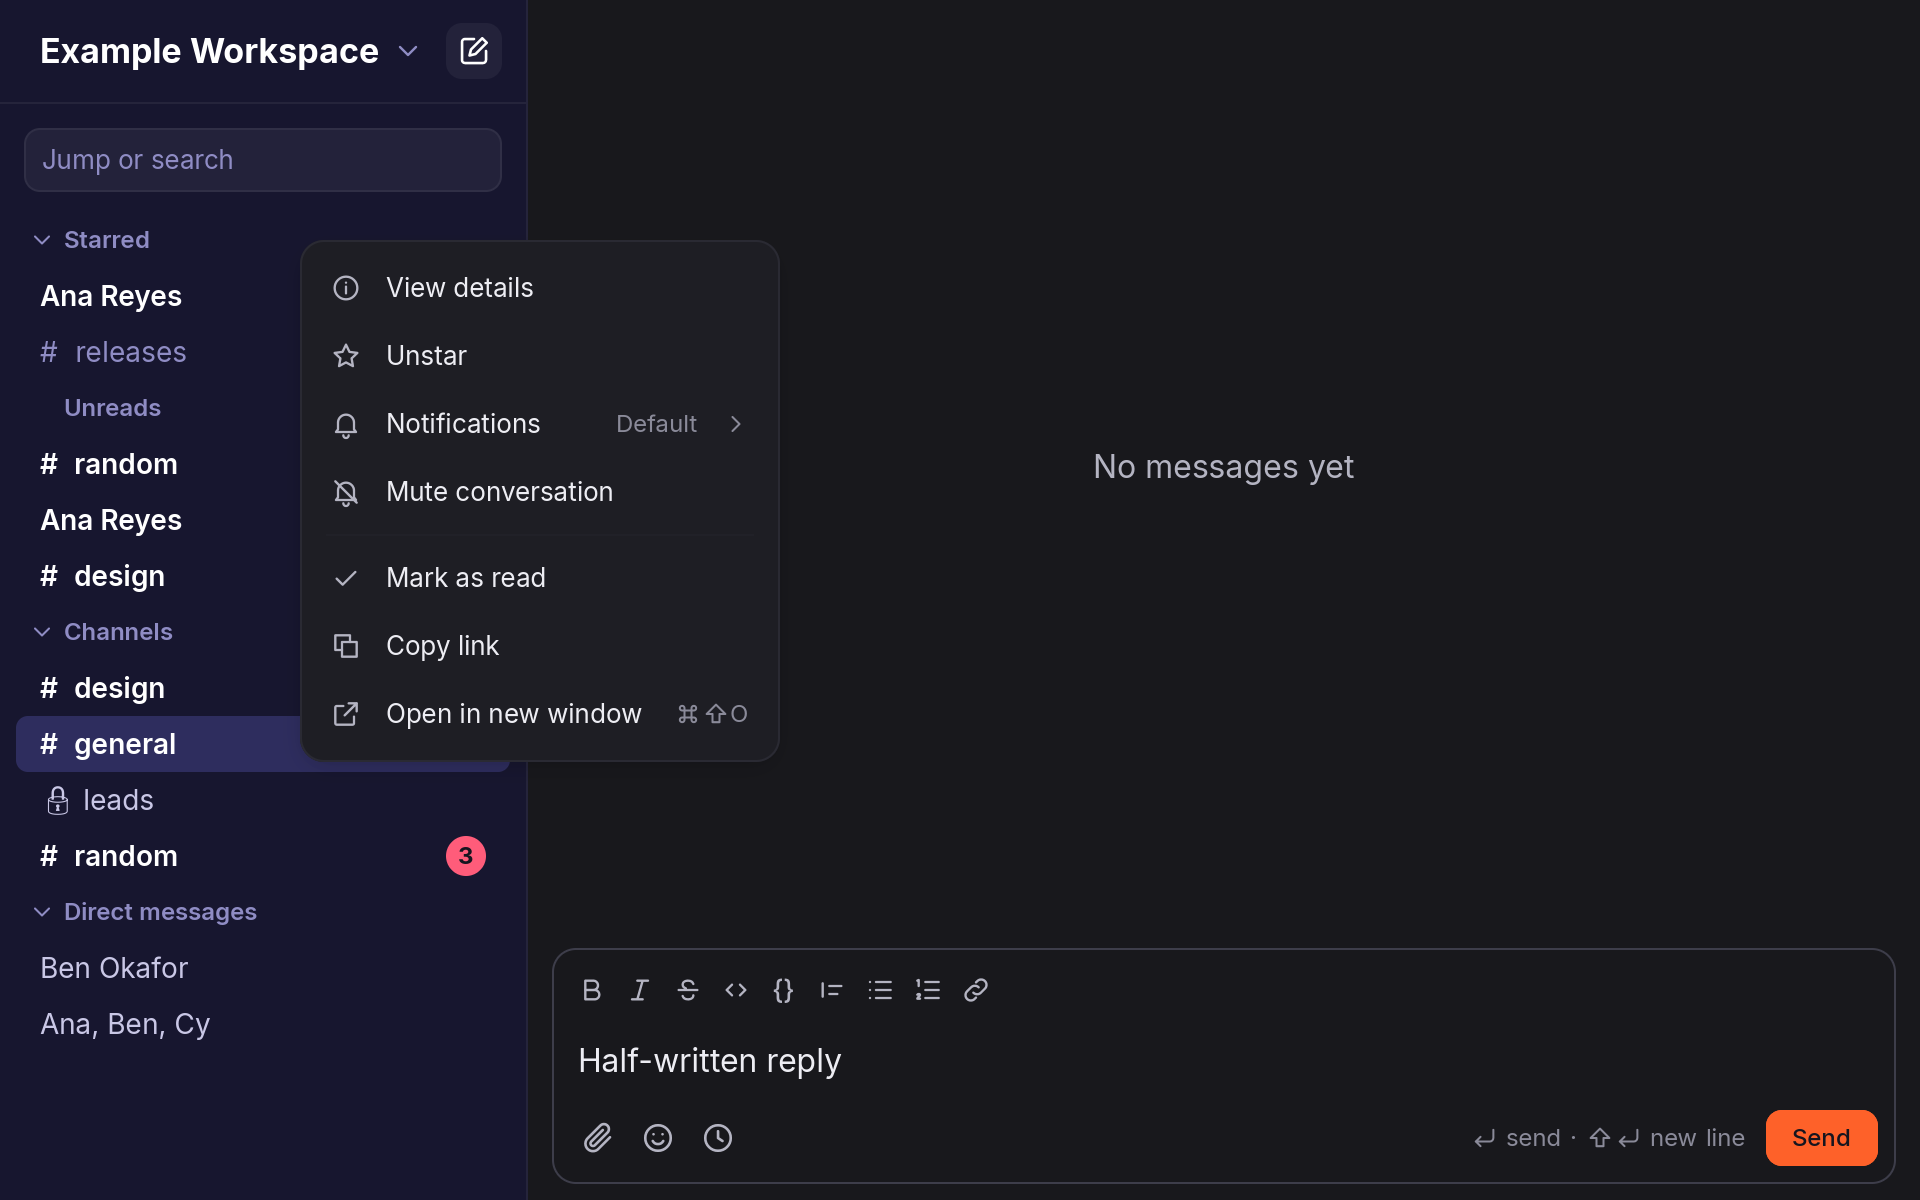 Example Workspace
Jump or search
Starred
Ana Reyes
# releases
Unreads
# random
Ana Reyes
# design
Channels
# design
# general
leads
# random 3
Direct messages
Ben Okafor
Ana, Ben, Cy
View details
Unstar
Notifications Default
Mute conversation
Mark as read
Copy link
Open in new window ⌘⇧O
No messages yet
Half-written reply
↵ send · ⇧↵ new line Send